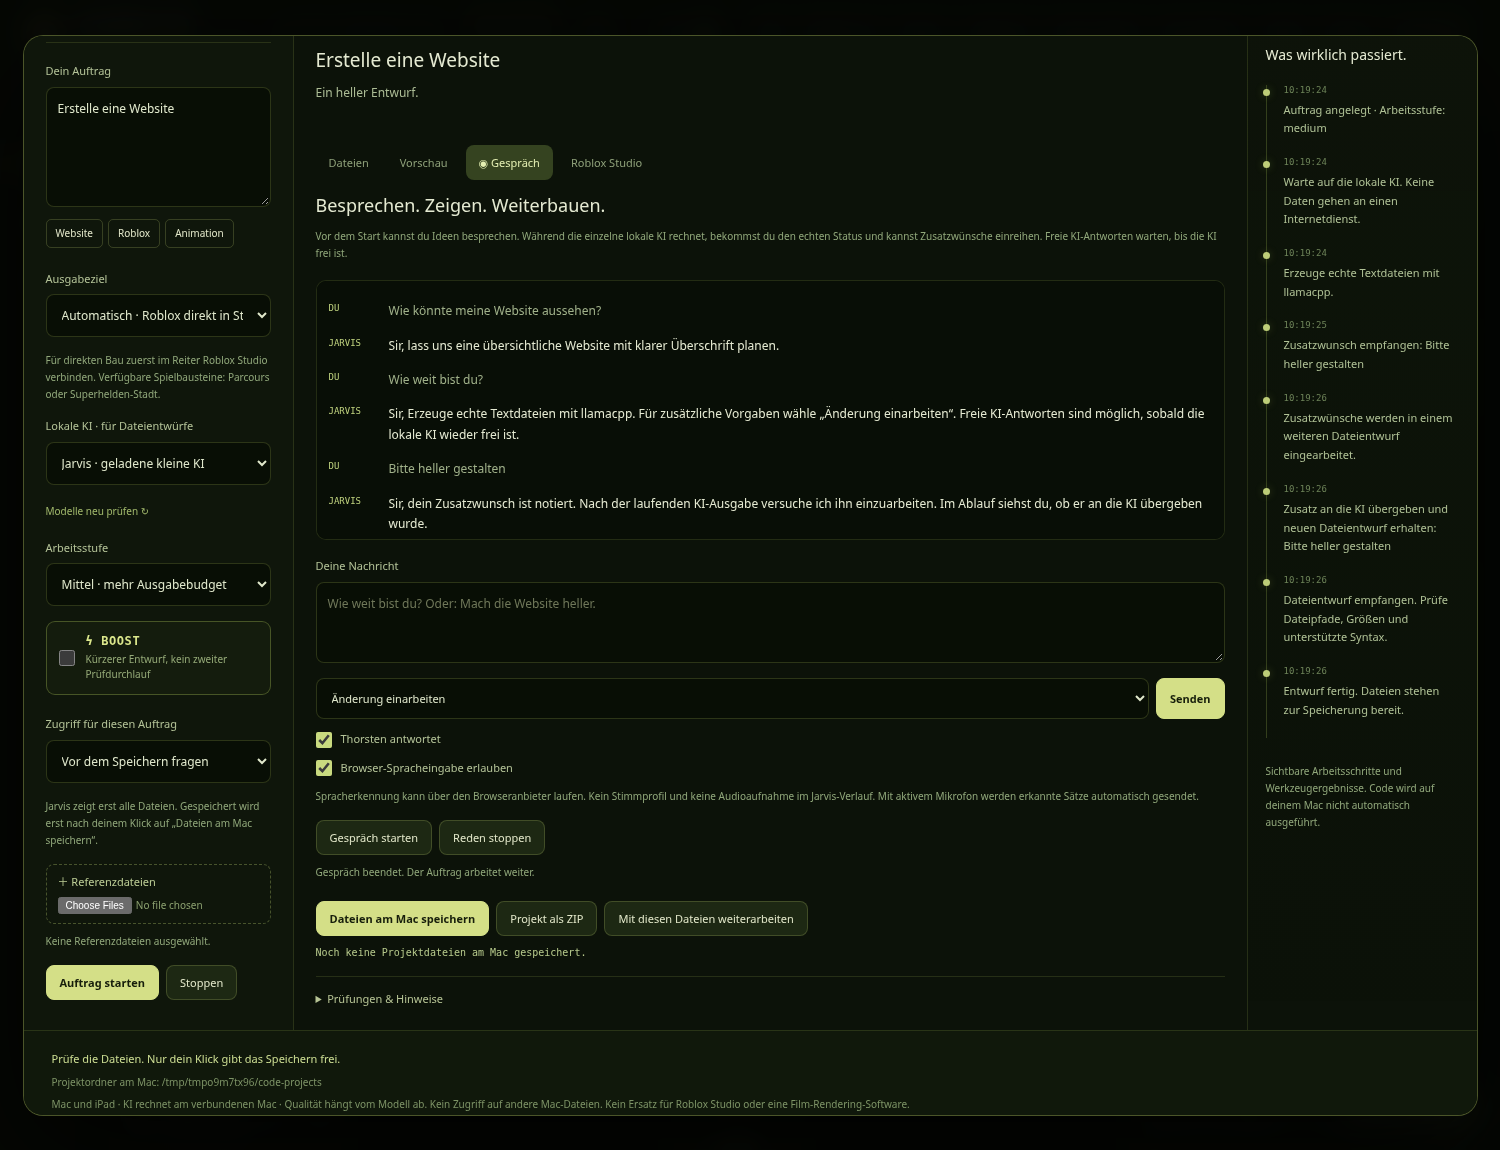 Dein Auftrag
Erstelle eine Website
Website
Roblox
Animation
Ausgabeziel
Automatisch · Roblox direkt in St
Für direkten Bau zuerst im Reiter Roblox Studio
verbinden. Verfügbare Spielbausteine: Parcours
oder Superhelden-Stadt.
Lokale KI · für Dateientwürfe
Jarvis · geladene kleine KI
Modelle neu prüfen ↻
Arbeitsstufe
Mittel · mehr Ausgabebudget
ϟ BOOST
Kürzerer Entwurf, kein zweiter
Prüfdurchlauf
Zugriff für diesen Auftrag
Vor dem Speichern fragen
Jarvis zeigt erst alle Dateien. Gespeichert wird
erst nach deinem Klick auf „Dateien am Mac
speichern“.
+ Referenzdateien
Choose Files No file chosen
Keine Referenzdateien ausgewählt.
Auftrag starten
Stoppen
Erstelle eine Website
Ein heller Entwurf.
Dateien
Vorschau
◉ Gespräch
Roblox Studio
Besprechen. Zeigen. Weiterbauen.
Vor dem Start kannst du Ideen besprechen. Während die einzelne lokale KI rechnet, bekommst du den echten Status und kannst Zusatzwünsche einreihen. Freie KI-Antworten warten, bis die KI
frei ist.
DU
Wie könnte meine Website aussehen?
JARVIS
Sir, lass uns eine übersichtliche Website mit klarer Überschrift planen.
DU
Wie weit bist du?
JARVIS
Sir, Erzeuge echte Textdateien mit llamacpp. Für zusätzliche Vorgaben wähle „Änderung einarbeiten“. Freie KI-Antworten sind möglich, sobald die
lokale KI wieder frei ist.
DU
Bitte heller gestalten
JARVIS
Sir, dein Zusatzwunsch ist notiert. Nach der laufenden KI-Ausgabe versuche ich ihn einzuarbeiten. Im Ablauf siehst du, ob er an die KI übergeben
wurde.
Deine Nachricht
Wie weit bist du? Oder: Mach die Website heller.
Änderung einarbeiten
Senden
Thorsten antwortet
Browser-Spracheingabe erlauben
Spracherkennung kann über den Browseranbieter laufen. Kein Stimmprofil und keine Audioaufnahme im Jarvis-Verlauf. Mit aktivem Mikrofon werden erkannte Sätze automatisch gesendet.
Gespräch starten
Reden stoppen
Gespräch beendet. Der Auftrag arbeitet weiter.
Dateien am Mac speichern
Projekt als ZIP
Mit diesen Dateien weiterarbeiten
Noch keine Projektdateien am Mac gespeichert.
▶ Prüfungen & Hinweise
Was wirklich passiert.
10:19:24
Auftrag angelegt · Arbeitsstufe:
medium
10:19:24
Warte auf die lokale KI. Keine
Daten gehen an einen
Internetdienst.
10:19:24
Erzeuge echte Textdateien mit
llamacpp.
10:19:25
Zusatzwunsch empfangen: Bitte
heller gestalten
10:19:26
Zusatzwünsche werden in einem
weiteren Dateientwurf
eingearbeitet.
10:19:26
Zusatz an die KI übergeben und
neuen Dateientwurf erhalten:
Bitte heller gestalten
10:19:26
Dateientwurf empfangen. Prüfe
Dateipfade, Größen und
unterstützte Syntax.
10:19:26
Entwurf fertig. Dateien stehen
zur Speicherung bereit.
Sichtbare Arbeitsschritte und
Werkzeugergebnisse. Code wird auf
deinem Mac nicht automatisch
ausgeführt.
Prüfe die Dateien. Nur dein Klick gibt das Speichern frei.
Projektordner am Mac: /tmp/tmpo9m7tx96/code-projects
Mac und iPad · KI rechnet am verbundenen Mac · Qualität hängt vom Modell ab. Kein Zugriff auf andere Mac-Dateien. Kein Ersatz für Roblox Studio oder eine Film-Rendering-Software.